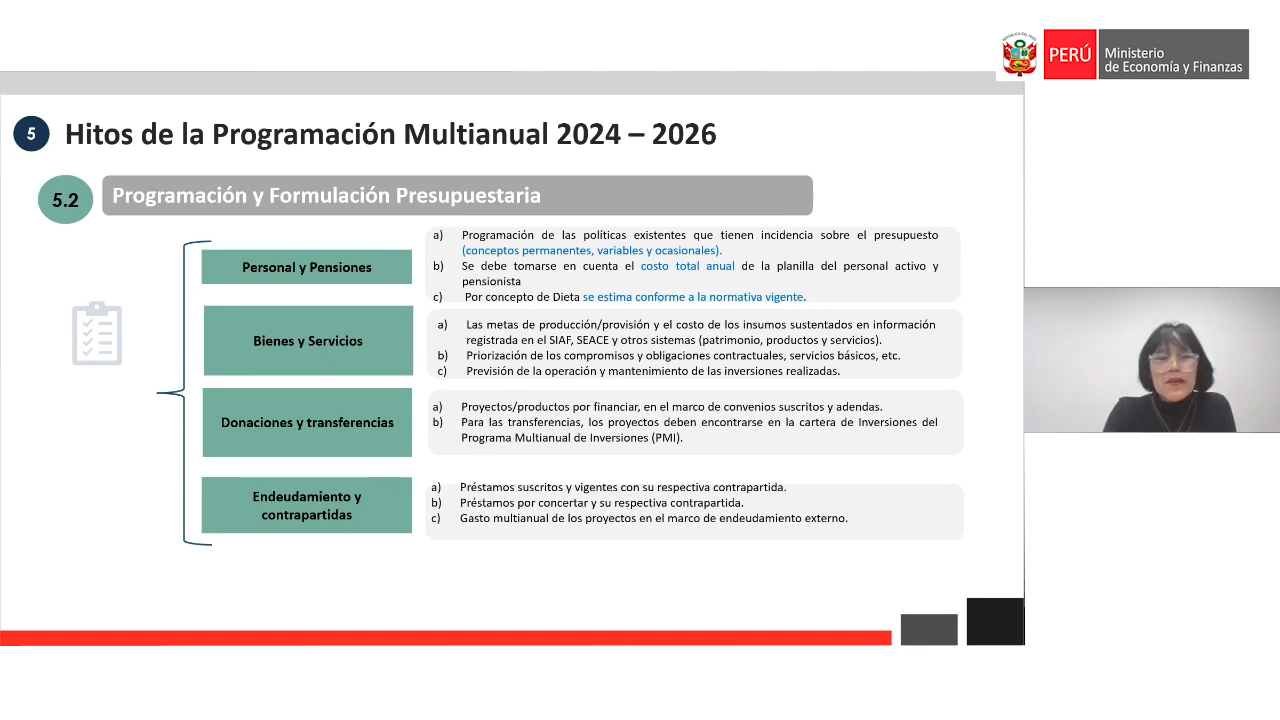 REPÚBLICA DEL PERÚ
PERÚ
Ministerio
de Economía y Finanzas
5
Hitos de la Programación Multianual 2024 – 2026
5.2
Programación y Formulación Presupuestaria
Personal y Pensiones
a) Programación de las políticas existentes que tienen incidencia sobre el presupuesto
(conceptos permanentes, variables y ocasionales).
b) Se debe tomarse en cuenta el costo total anual de la planilla del personal activo y
pensionista
c) Por concepto de Dieta se estima conforme a la normativa vigente.
Bienes y Servicios
a) Las metas de producción/provisión y el costo de los insumos sustentados en información
registrada en el SIAF, SEACE y otros sistemas (patrimonio, productos y servicios).
b) Priorización de los compromisos y obligaciones contractuales, servicios básicos, etc.
c) Previsión de la operación y mantenimiento de las inversiones realizadas.
Donaciones y transferencias
a) Proyectos/productos por financiar, en el marco de convenios suscritos y adendas.
b) Para las transferencias, los proyectos deben encontrarse en la cartera de Inversiones del
Programa Multianual de Inversiones (PMI).
Endeudamiento y
contrapartidas
a) Préstamos suscritos y vigentes con su respectiva contrapartida.
b) Préstamos por concertar y su respectiva contrapartida.
c) Gasto multianual de los proyectos en el marco de endeudamiento externo.